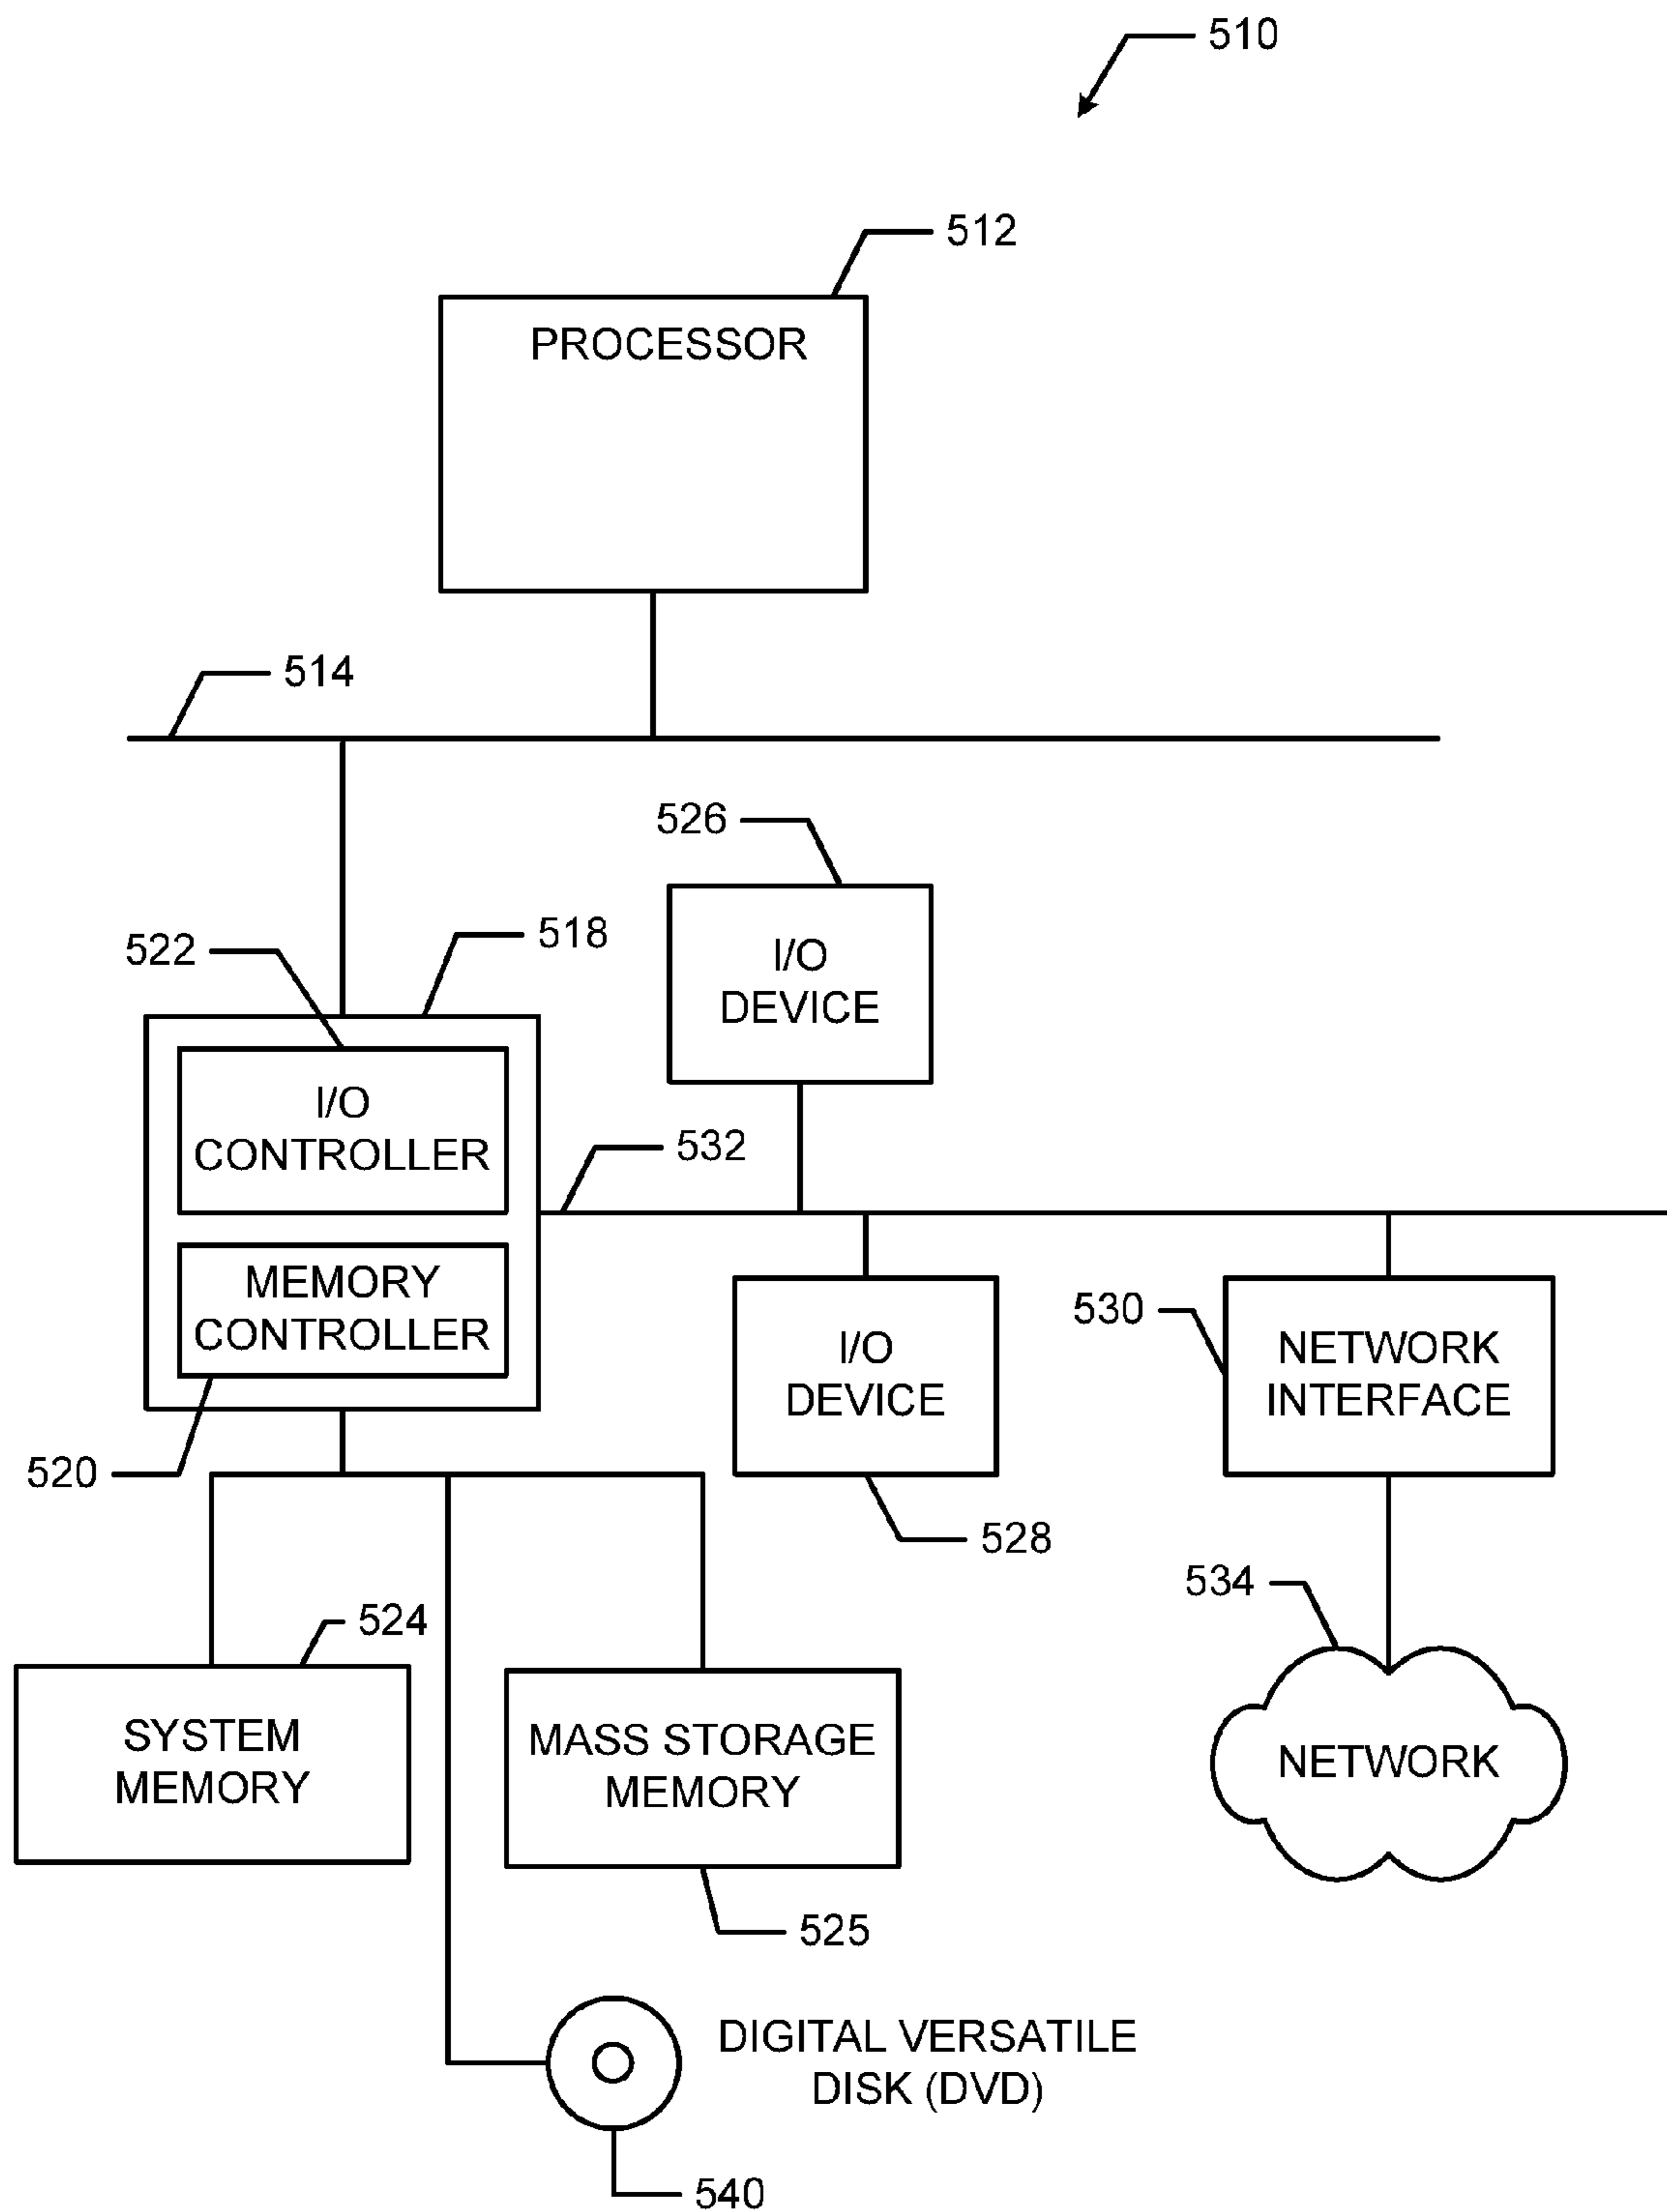 510
512
PROCESSOR
514
526
I/O
DEVICE
518
522
I/O
CONTROLLER
532
MEMORY
CONTROLLER
520
I/O
DEVICE
528
530
NETWORK
INTERFACE
534
NETWORK
524
SYSTEM
MEMORY
MASS STORAGE
MEMORY
525
DIGITAL VERSATILE
DISK (DVD)
540